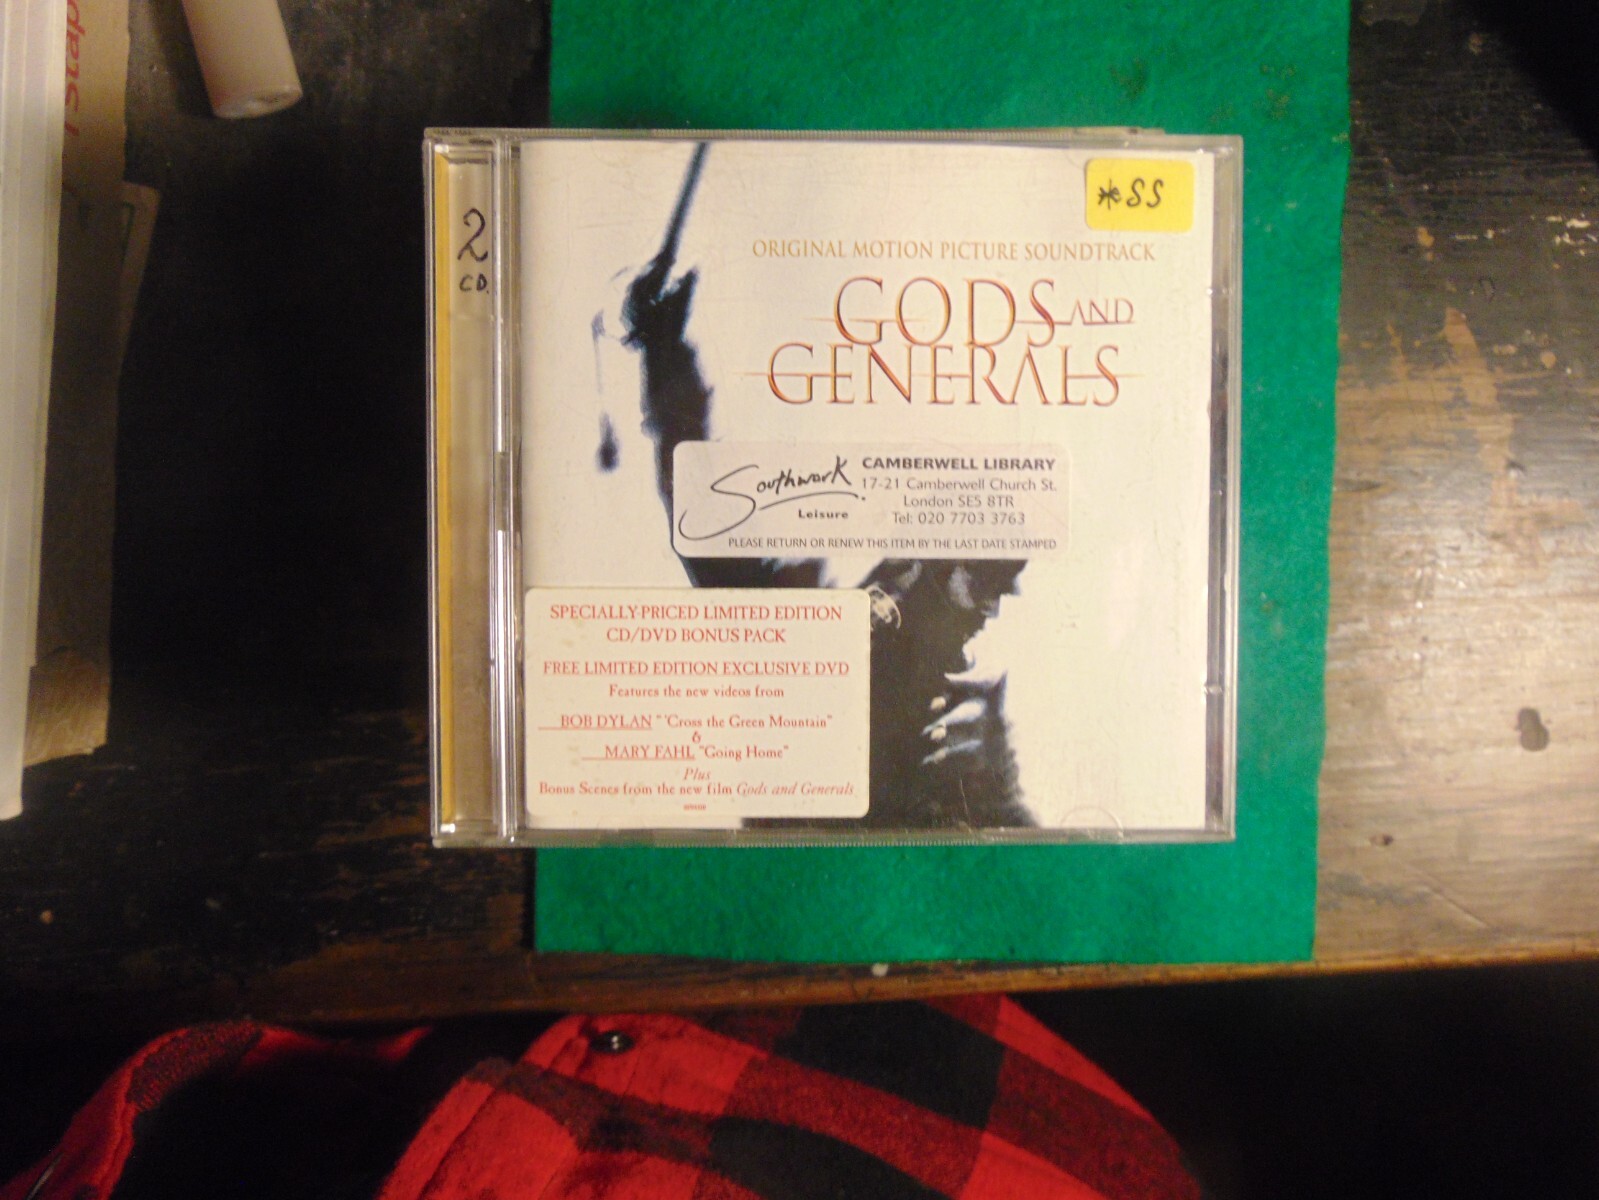 *SS
2
CD.
ORIGINAL MOTION PICTURE SOUNDTRACK
GODS AND
GENERALS
Southwark
Leisure
CAMBERWELL LIBRARY
17-21 Camberwell Church St.
London SE5 8TR
Tel: 020 7703 3763
PLEASE RETURN OR RENEW THIS ITEM BY THE LAST DATE STAMPED
SPECIALLY-PRICED LIMITED EDITION
CD/DVD BONUS PACK
FREE LIMITED EDITION EXCLUSIVE DVD
Features the new videos from
BOB DYLAN "'Cross the Green Mountain"
&
MARY FAHL "Going Home"
Plus
Bonus Scenes from the new film Gods and Generals